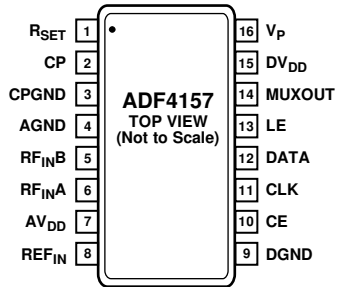 RSET 1
CP 2
CPGND 3
AGND 4
RFINB 5
RFINA 6
AVDD 7
REFIN 8
ADF4157
TOP VIEW
(Not to Scale)
16 VP
15 DVDD
14 MUXOUT
13 LE
12 DATA
11 CLK
10 CE
9 DGND